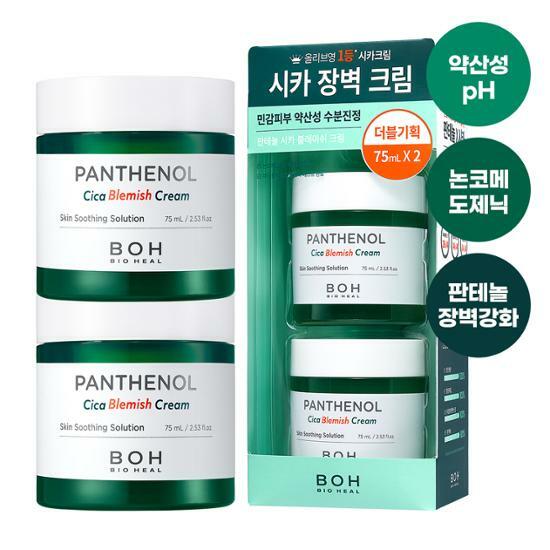 PANTHENOL
Cica Blemish Cream
Skin Soothing Solution 75 mL / 2.53 fl.oz.
BOH
BIO HEAL
PANTHENOL
Cica Blemish Cream
Skin Soothing Solution 75 mL / 2.53 fl.oz.
BOH
BIO HEAL
올리브영 1등* 시카크림
시카 장벽 크림
민감피부 약산성 수분진정
판테놀 시카 블레미쉬 크림
더블기획
75mL X 2
PANTHENOL
Cica Blemish Cream
Skin Soothing Solution 75 mL / 2.53 fl.oz.
BOH
BIO HEAL
PANTHENOL
Cica Blemish Cream
Skin Soothing Solution 75 mL / 2.53 fl.oz.
BOH
BIO HEAL
BOH
BIO HEAL
약산성
pH
논코메
도제닉
판테놀
장벽강화